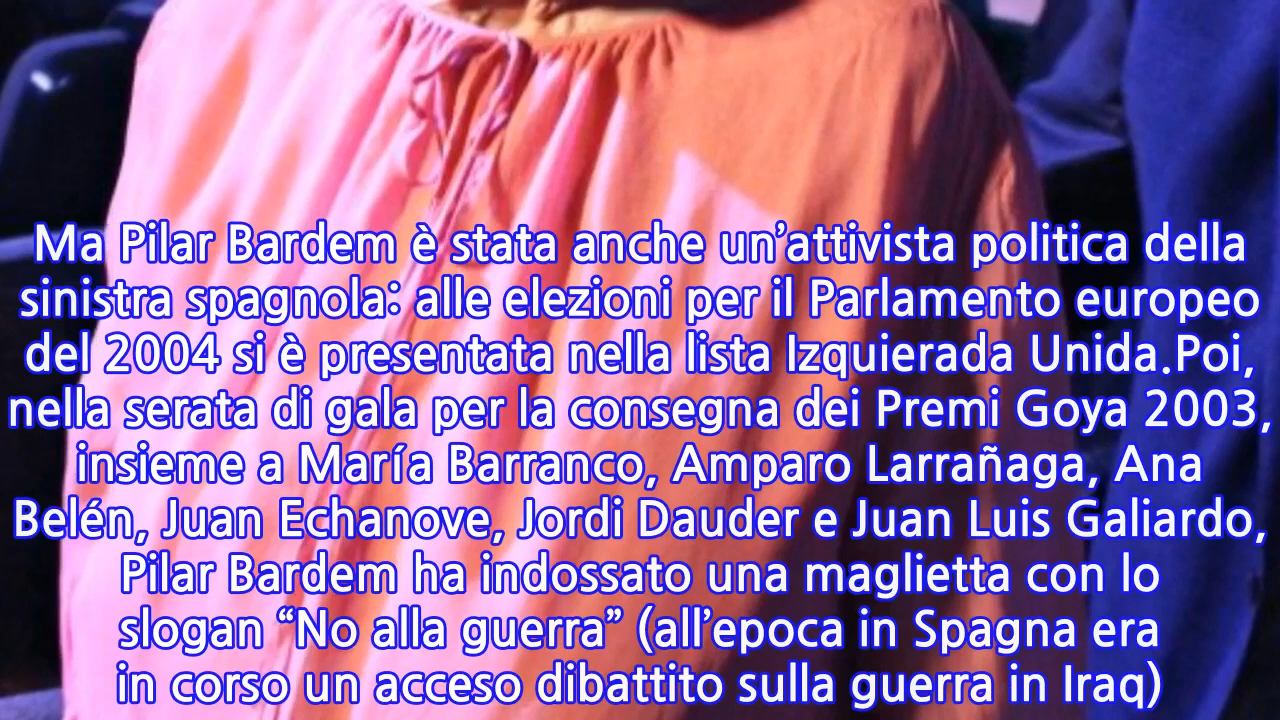 Ma Pilar Bardem è stata anche un’attivista politica della
sinistra spagnola: alle elezioni per il Parlamento europeo
del 2004 si è presentata nella lista Izquierada Unida.Poi,
nella serata di gala per la consegna dei Premi Goya 2003,
insieme a María Barranco, Amparo Larrañaga, Ana
Belén, Juan Echanove, Jordi Dauder e Juan Luis Galiardo,
Pilar Bardem ha indossato una maglietta con lo
slogan “No alla guerra” (all’epoca in Spagna era
in corso un acceso dibattito sulla guerra in Iraq)